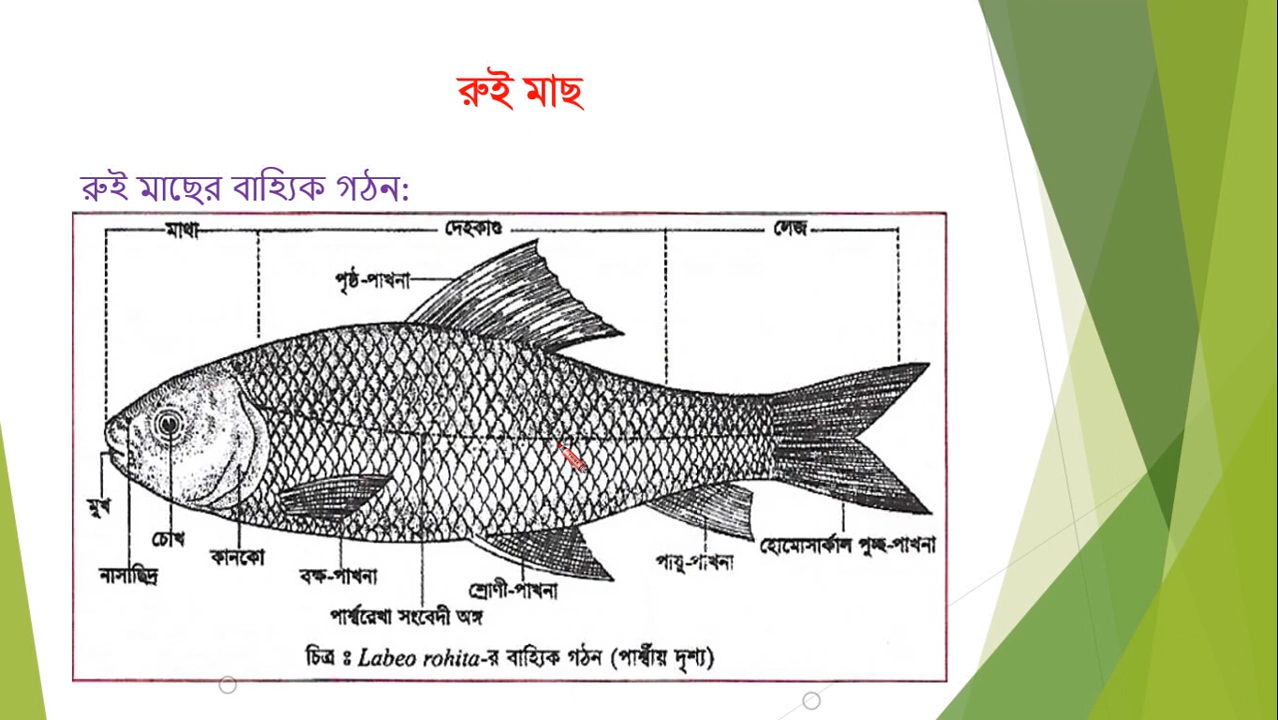 রুই মাছ
রুই মাছের বাহ্যিক গঠন:
মাথা
দেহকাণ্ড
লেজ
পৃষ্ঠ-পাখনা
মুখ
চোখ
কানকো
নাসাছিদ্র
বক্ষ-পাখনা
শ্রোণী-পাখনা
পায়ু-পাখনা
হোমোসার্কাল পুচ্ছ-পাখনা
পার্শ্বরেখা সংবেদী অঙ্গ
চিত্র ঃ Labeo rohita-র বাহ্যিক গঠন (পার্শ্বীয় দৃশ্য)